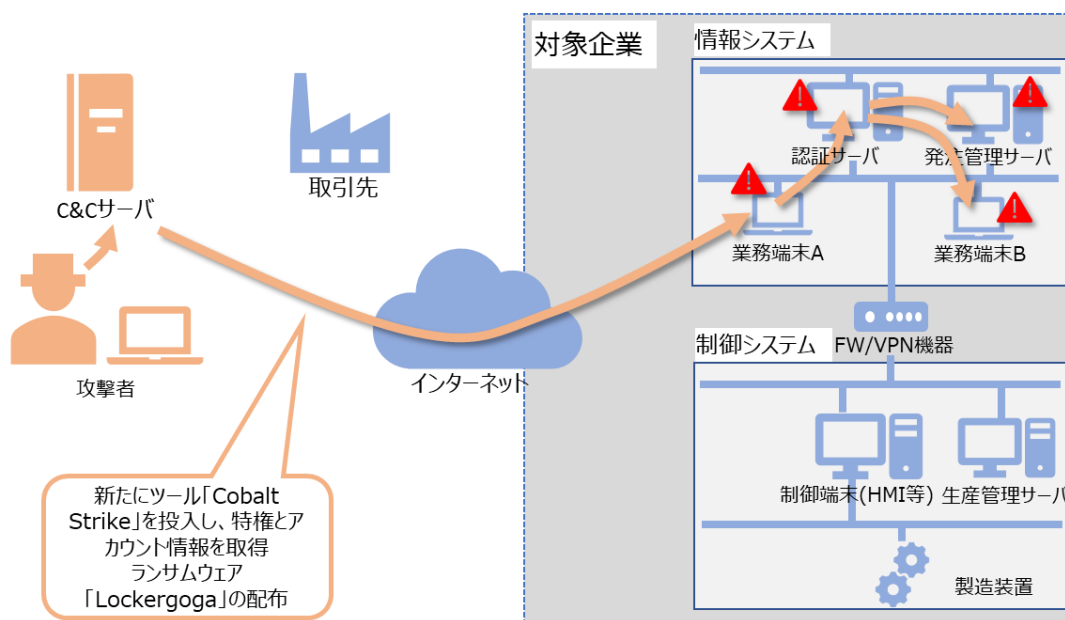 対象企業
情報システム
認証サーバ
発注管理サーバ
取引先
C&Cサーバ
業務端末A
業務端末B
FW/VPN機器
制御システム
インターネット
攻撃者
制御端末(HMI等)
生産管理サーバ
新たにツール「Cobalt
Strike」を投入し、特権とア
カウント情報を取得
ランサムウェア
「Lockergoga」の配布
製造装置